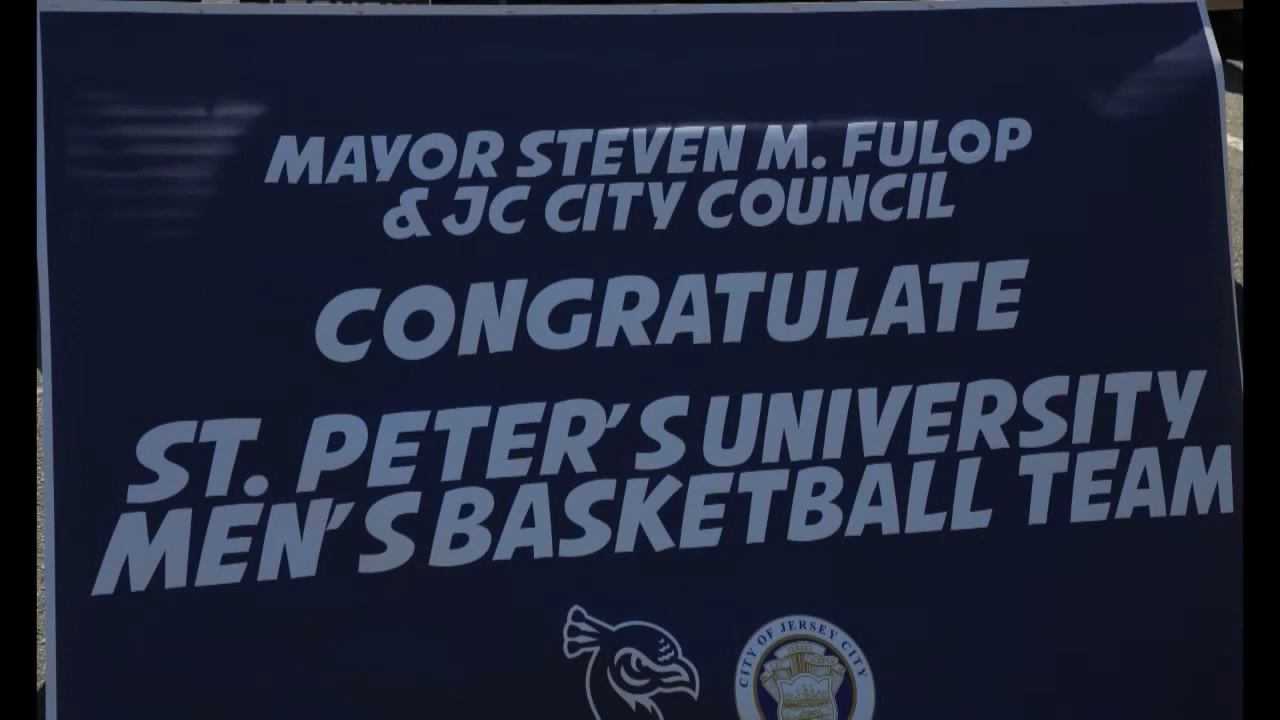 MAYOR STEVEN M. FULOP
& JC CITY COUNCIL
CONGRATULATE
ST. PETER'S UNIVERSITY
MEN'S BASKETBALL TEAM
CITY OF JERSEY CITY